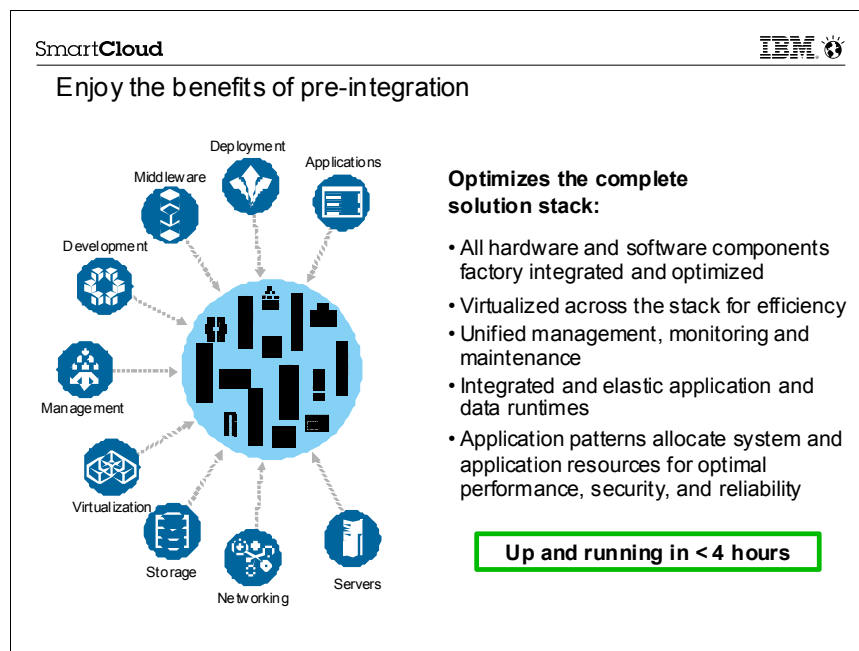 SmartCloud
IBM.
Enjoy the benefits of pre-integration
Deployment
Applications
Middleware
Development
Management
Virtualization
Storage
Networking
Servers
Optimizes the complete
solution stack:
• All hardware and software components
factory integrated and optimized
• Virtualized across the stack for efficiency
• Unified management, monitoring and
maintenance
• Integrated and elastic application and
data runtimes
• Application patterns allocate system and
application resources for optimal
performance, security, and reliability
Up and running in < 4 hours